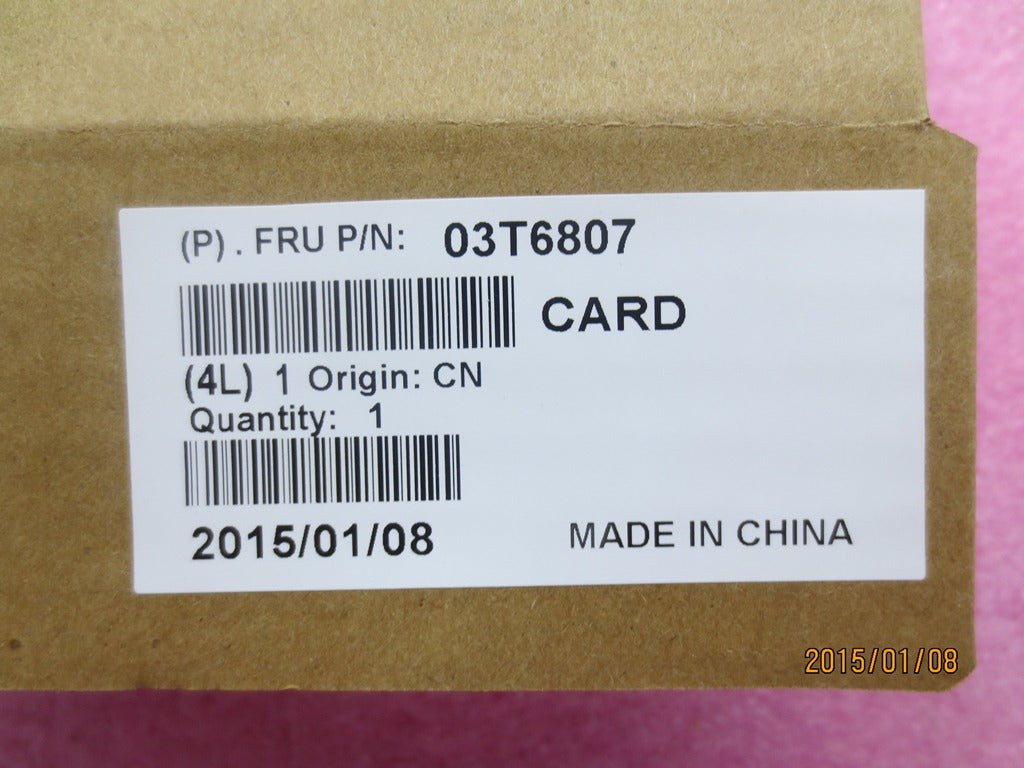 (P) . FRU P/N: 03T6807
CARD
(4L) 1 Origin: CN
Quantity: 1
2015/01/08
MADE IN CHINA
2015/01/08